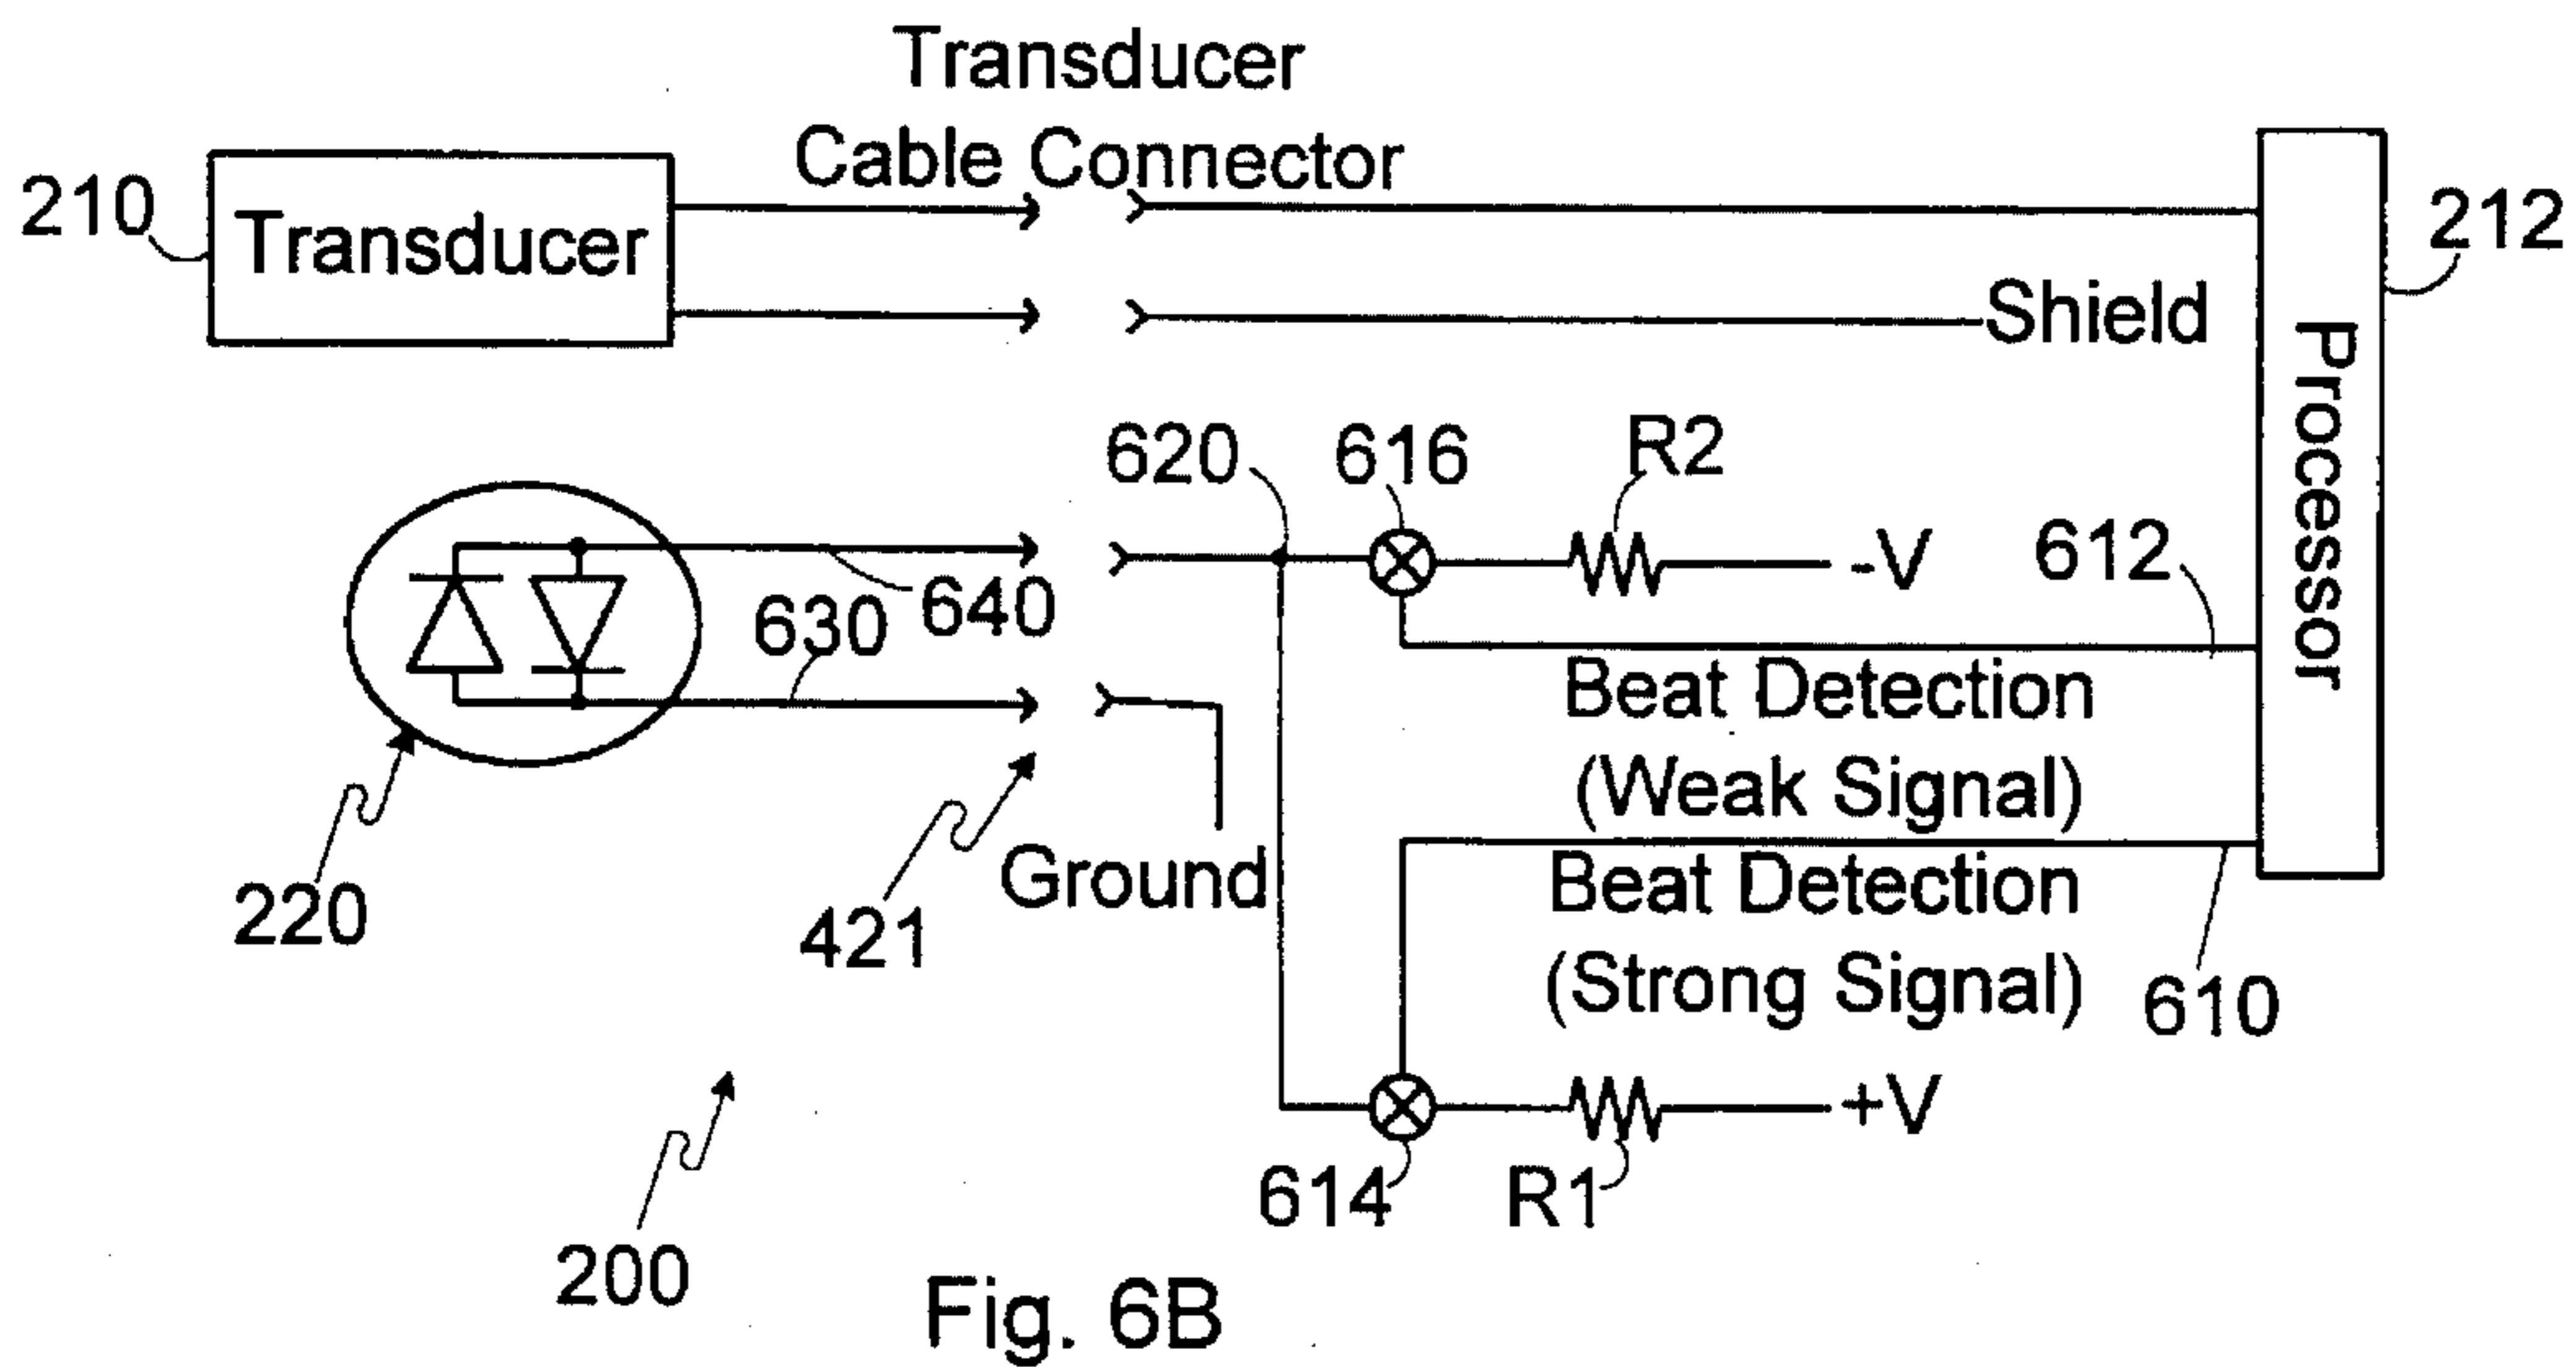 Transducer
Cable Connector
210
Transducer
212
Shield
Processor
620
616
R2
-V
612
640
630
Beat Detection
(Weak Signal)
220
421
Ground
Beat Detection
(Strong Signal)
610
+V
614
R1
200
Fig. 6B